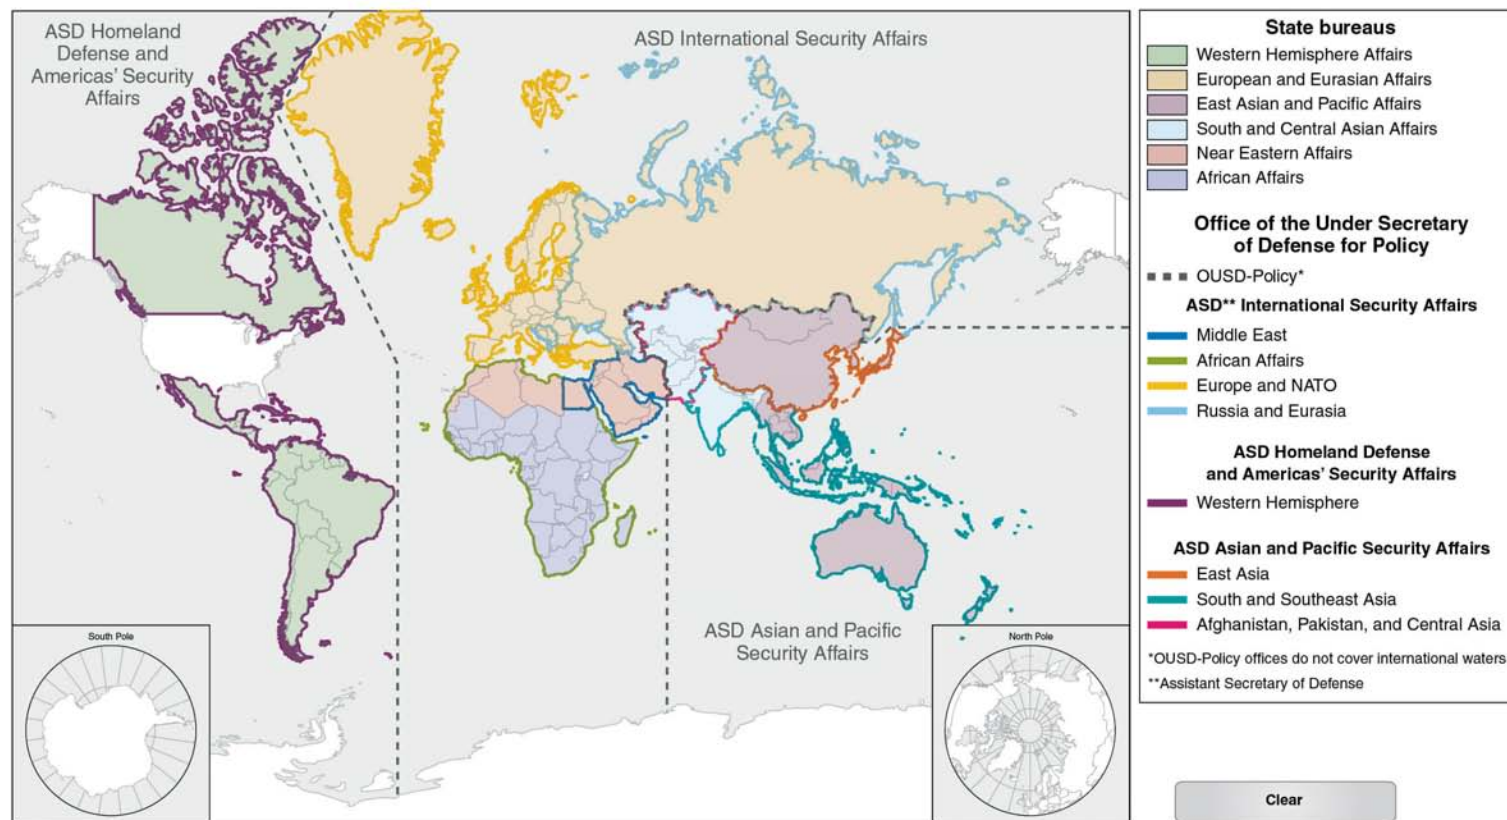 ASD Homeland
Defense and
Americas’ Security
Affairs
ASD International Security Affairs
ASD Asian and Pacific
Security Affairs
South Pole
North Pole
State bureaus
Western Hemisphere Affairs
European and Eurasian Affairs
East Asian and Pacific Affairs
South and Central Asian Affairs
Near Eastern Affairs
African Affairs
Office of the Under Secretary
of Defense for Policy
OUSD-Policy*
ASD** International Security Affairs
Middle East
African Affairs
Europe and NATO
Russia and Eurasia
ASD Homeland Defense
and Americas’ Security Affairs
Western Hemisphere
ASD Asian and Pacific Security Affairs
East Asia
South and Southeast Asia
Afghanistan, Pakistan, and Central Asia
*OUSD-Policy offices do not cover international waters
**Assistant Secretary of Defense
Clear